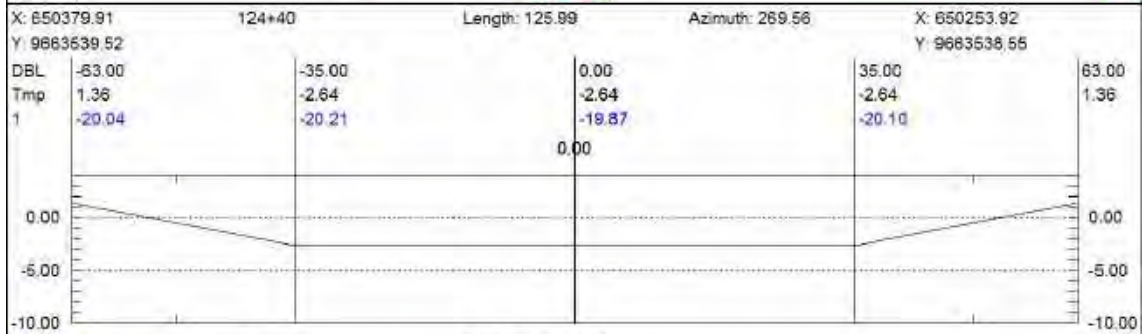 X: 650379.91 124+40 Length: 125.99 Azimuth: 269.56 X: 650253.92
Y: 9663539.52 Y: 9663538.55
DBL -63.00 -35.00 0.00 35.00 63.00
Tmp 1.36 -2.64 -2.64 -2.64 1.36
1 -20.04 -20.21 -19.87 -20.10
0.00
0.00 0.00
-5.00 -5.00
-10.00 -10.00